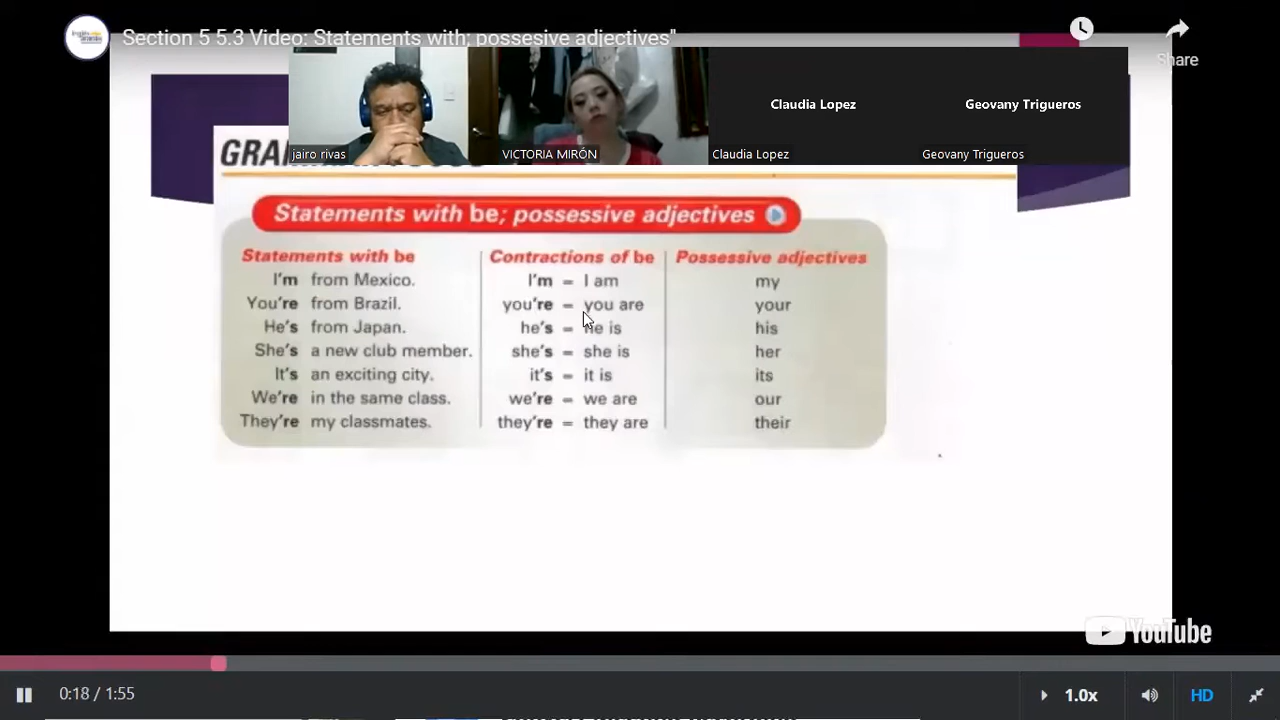 Section 5 5.3 Video: Statements with; possesive adjectives"
Share
Claudia Lopez
Geovany Trigueros
jairo rivas
VICTORIA MIRÓN
Claudia Lopez
Geovany Trigueros
Statements with be; possessive adjectives
Statements with be
I'm from Mexico.
You're from Brazil.
He's from Japan.
She's a new club member.
It's an exciting city.
We're in the same class.
They're my classmates.
Contractions of be
I'm = I am
you're = you are
he's = he is
she's = she is
it's = it is
we're = we are
they're = they are
Possessive adjectives
my
your
his
her
its
our
their
YouTube
0:18 / 1:55
1.0x
HD